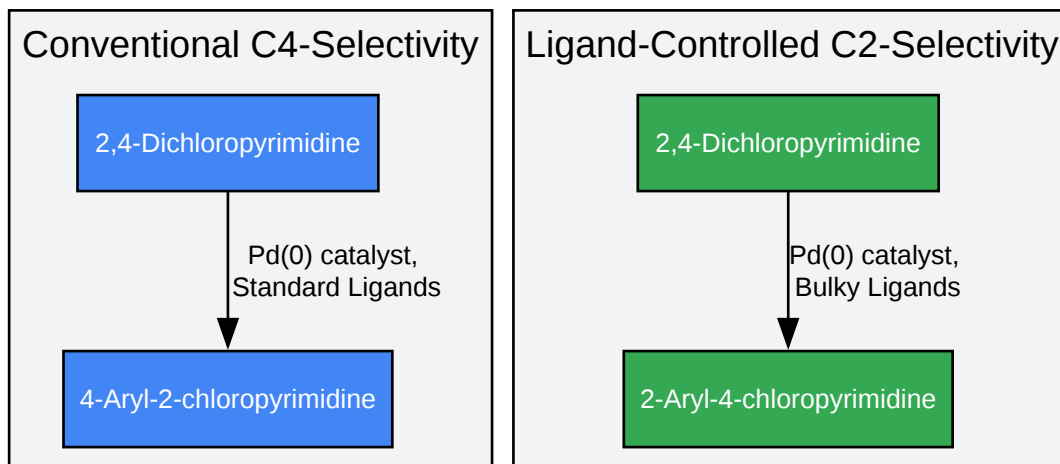 Conventional C4-Selectivity
2,4-Dichloropyrimidine
Pd(0) catalyst,
Standard Ligands
4-Aryl-2-chloropyrimidine
Ligand-Controlled C2-Selectivity
2,4-Dichloropyrimidine
Pd(0) catalyst,
Bulky Ligands
2-Aryl-4-chloropyrimidine